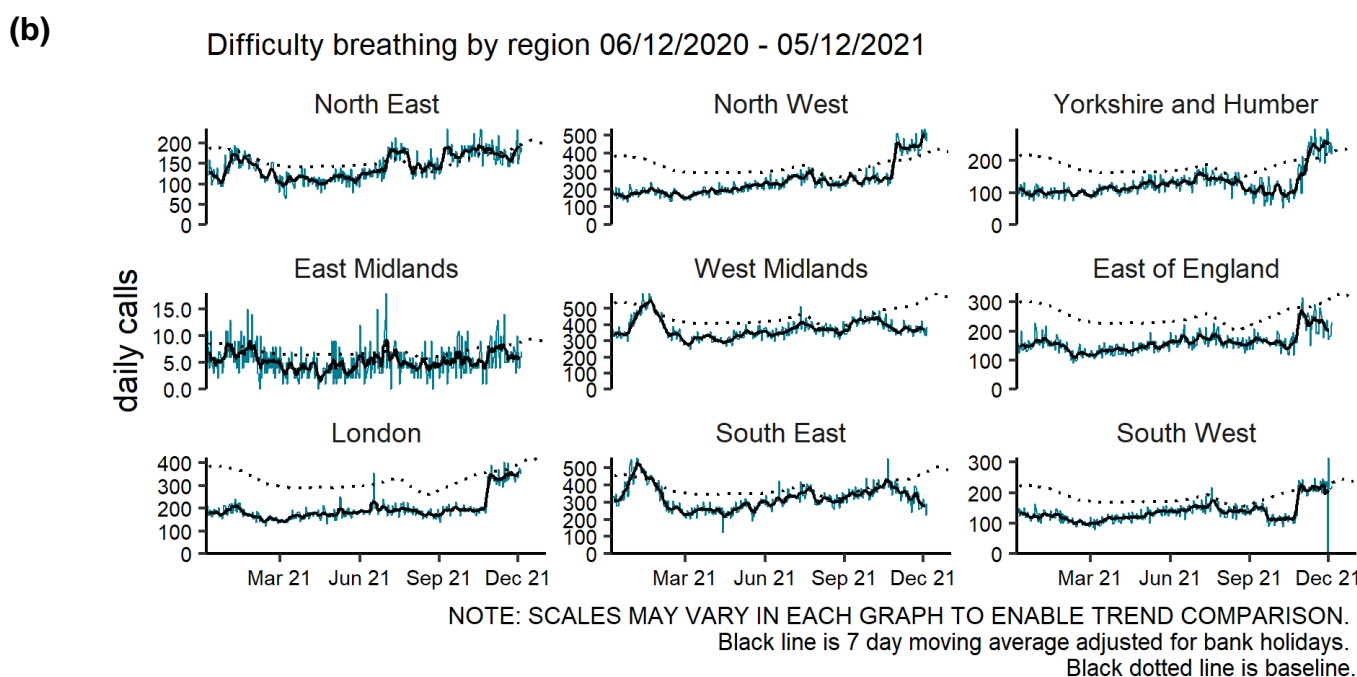 (b)
Difficulty breathing by region 06/12/2020 - 05/12/2021
daily calls
North East
200
150
100
50
0
North West
500
400
300
200
100
0
Yorkshire and Humber
200
100
0
East Midlands
15.0
10.0
5.0
0.0
West Midlands
500
400
300
200
100
0
East of England
300
200
100
0
London
400
300
200
100
0
Mar 21 Jun 21 Sep 21 Dec 21
South East
500
400
300
200
100
0
Mar 21 Jun 21 Sep 21 Dec 21
South West
300
200
100
0
Mar 21 Jun 21 Sep 21 Dec 21
NOTE: SCALES MAY VARY IN EACH GRAPH TO ENABLE TREND COMPARISON.
Black line is 7 day moving average adjusted for bank holidays.
Black dotted line is baseline.